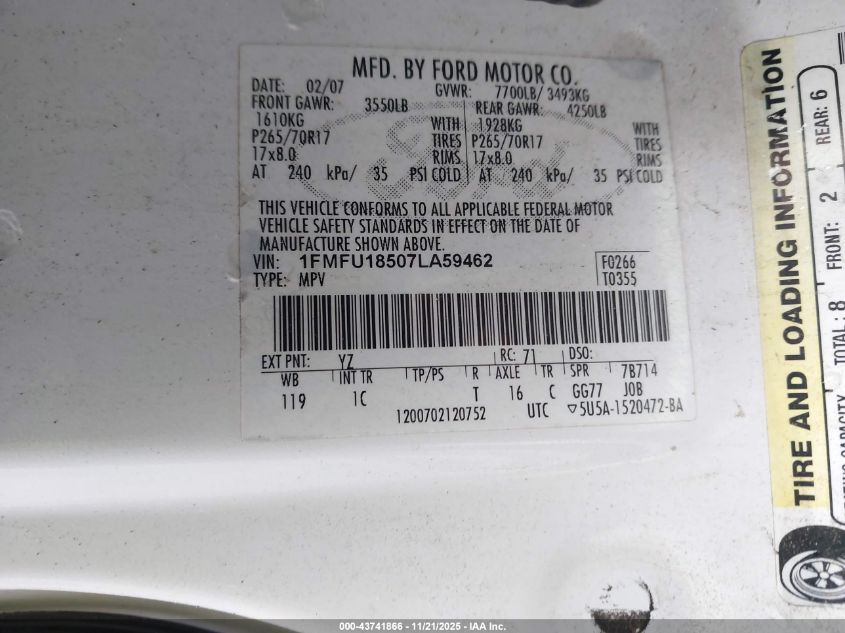 MFD. BY FORD MOTOR CO.
DATE: 02/07 GVWR: 7700LB/ 3493KG
FRONT GAWR: 3550LB REAR GAWR: 4250LB
1610KG WITH 1928KG WITH
P265/70R17 TIRES P265/70R17 TIRES
17x8.0 RIMS 17x8.0 RIMS
AT 240 kPa/ 35 PSI COLD AT 240 kPa/ 35 PSI COLD
THIS VEHICLE CONFORMS TO ALL APPLICABLE FEDERAL MOTOR
VEHICLE SAFETY STANDARDS IN EFFECT ON THE DATE OF
MANUFACTURE SHOWN ABOVE.
VIN: 1FMFU18507LA59462 F0266
TYPE: MPV T0355
EXT PNT: YZ RC: 71 DSO:
WB INT TR TP/PS R AXLE TR SPR 7B714
119 1C T 16 C GG77 JOB
1200702120752 UTC ▽5U5A-1520472-BA
TIRE AND LOADING INFORMATION
TOTAL: 8 FRONT: 2 REAR: 6
CAPACITY
000-43741866 - 11/21/2025 - IAA Inc.